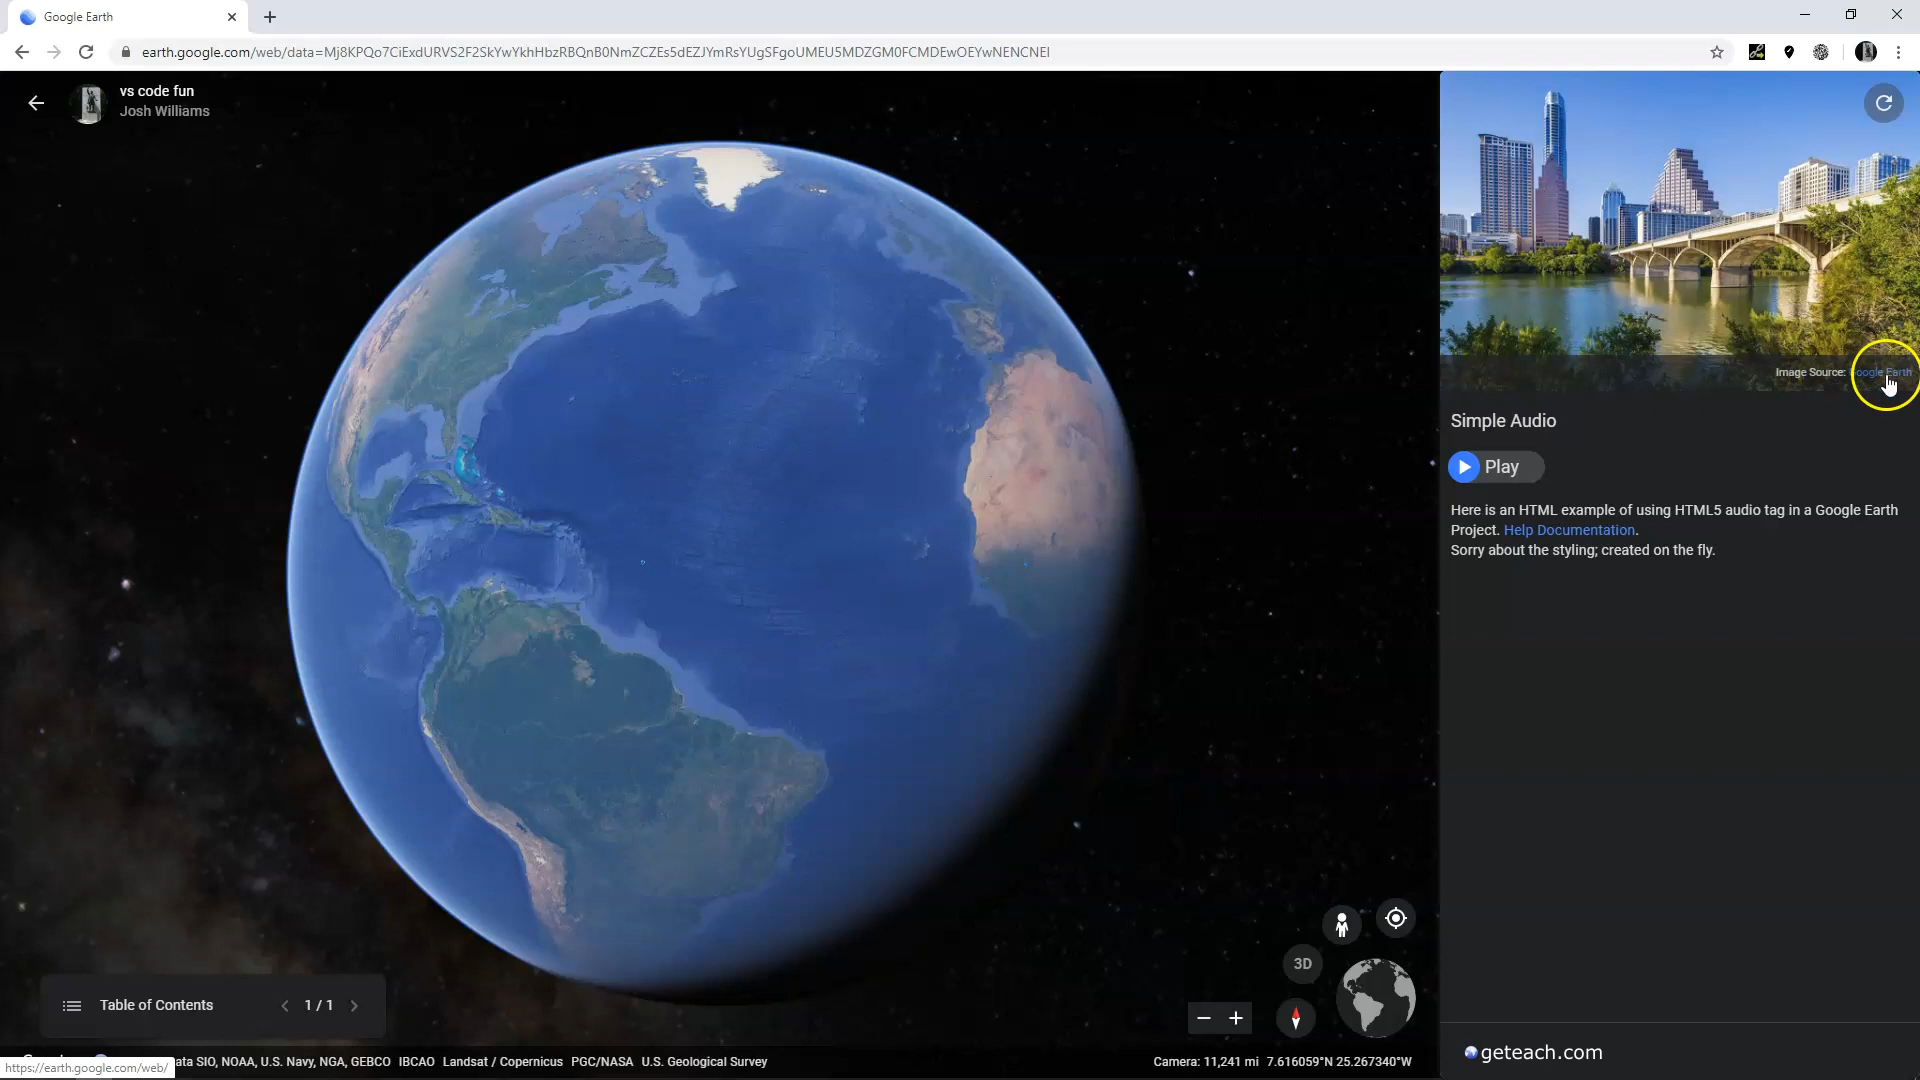 Google Earth
earth.google.com/web/data=Mj8KPQo7CiExdURVS2F2SkYwYkhHbzRBQnB0NmZCZEs5dEZJYmRsYUgSFgoUMEU5MDZGM0FCMDEwOEYwNENCNEI
vs code fun
Josh Williams
Image Source: Google Earth
Simple Audio
Play
Here is an HTML example of using HTML5 audio tag in a Google Earth
Project. Help Documentation.
Sorry about the styling; created on the fly.
3D
Table of Contents
1 / 1
SIO, NOAA, U.S. Navy, NGA, GEBCO IBCAO Landsat / Copernicus PGC/NASA U.S. Geological Survey
Camera: 11,241 mi 7.616059°N 25.267340°W
geteach.com
https://earth.google.com/web/